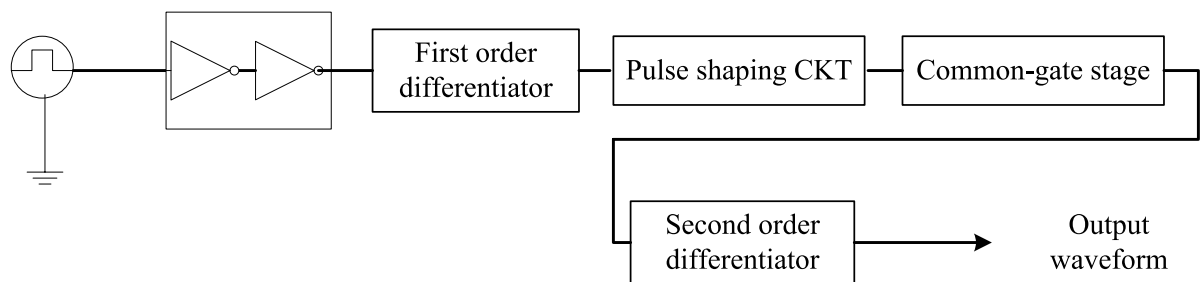 First order
differentiator
Pulse shaping CKT
Common-gate stage
Second order
differentiator
Output
waveform